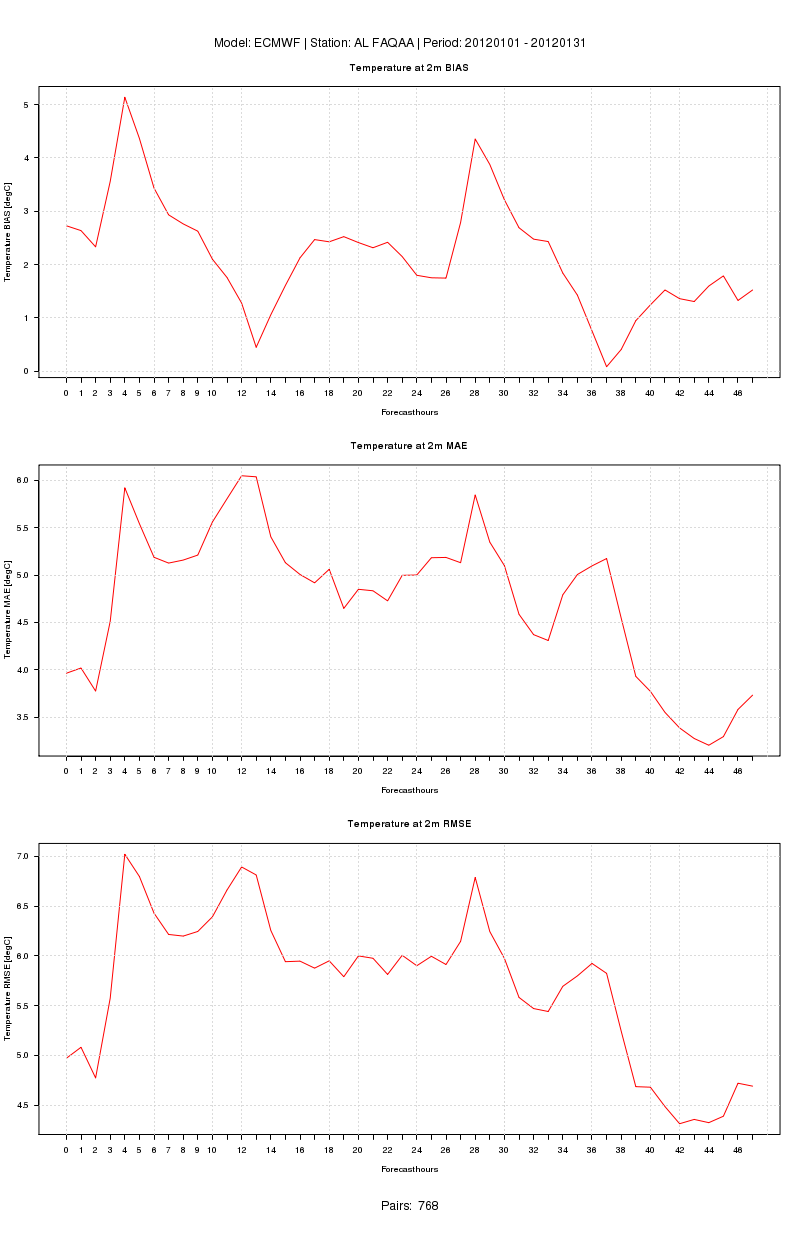 Model: ECMWF | Station: AL FAQAA | Period: 20120101 - 20120131
Temperature at 2m BIAS
Temperature BIAS [degC]
5
4
3
2
1
0
0 1 2 3 4 5 6 7 8 9 10 12 14 16 18 20 22 24 26 28 30 32 34 36 38 40 42 44 46
Forecasthours
Temperature at 2m MAE
Temperature MAE [degC]
6.0
5.5
5.0
4.5
4.0
3.5
0 1 2 3 4 5 6 7 8 9 10 12 14 16 18 20 22 24 26 28 30 32 34 36 38 40 42 44 46
Forecasthours
Temperature at 2m RMSE
Temperature RMSE [degC]
7.0
6.5
6.0
5.5
5.0
4.5
0 1 2 3 4 5 6 7 8 9 10 12 14 16 18 20 22 24 26 28 30 32 34 36 38 40 42 44 46
Forecasthours
Pairs: 768